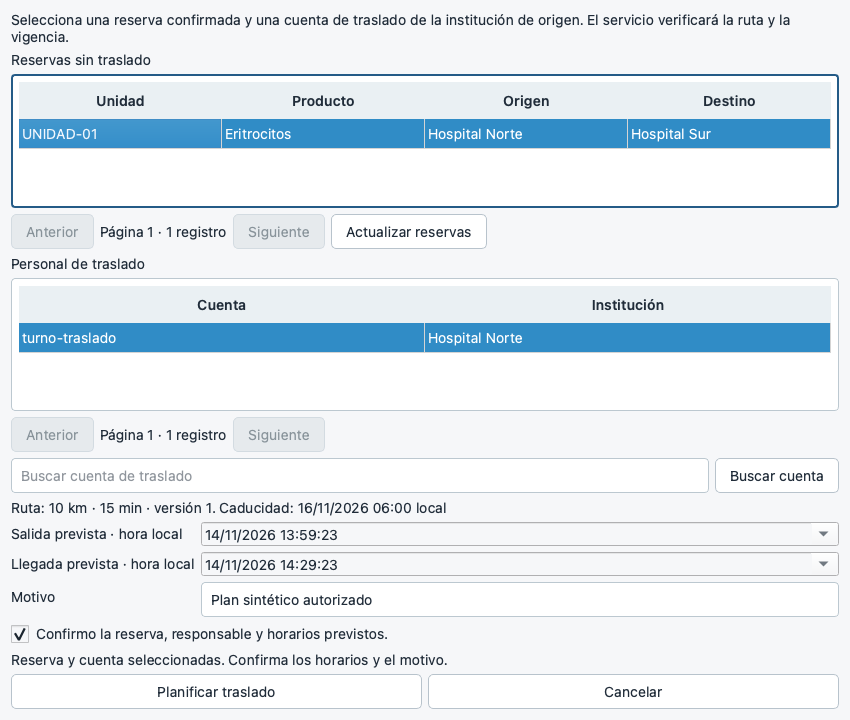 Selecciona una reserva confirmada y una cuenta de traslado de la institución de origen. El servicio verificará la ruta y la
vigencia.
Reservas sin traslado
Unidad Producto Origen Destino
UNIDAD-01 Eritrocitos Hospital Norte Hospital Sur
Anterior Página 1 · 1 registro Siguiente Actualizar reservas
Personal de traslado
Cuenta Institución
turno-traslado Hospital Norte
Anterior Página 1 · 1 registro Siguiente
Buscar cuenta de traslado Buscar cuenta
Ruta: 10 km · 15 min · versión 1. Caducidad: 16/11/2026 06:00 local
Salida prevista · hora local 14/11/2026 13:59:23
Llegada prevista · hora local 14/11/2026 14:29:23
Motivo Plan sintético autorizado
Confirmo la reserva, responsable y horarios previstos.
Reserva y cuenta seleccionadas. Confirma los horarios y el motivo.
Planificar traslado Cancelar